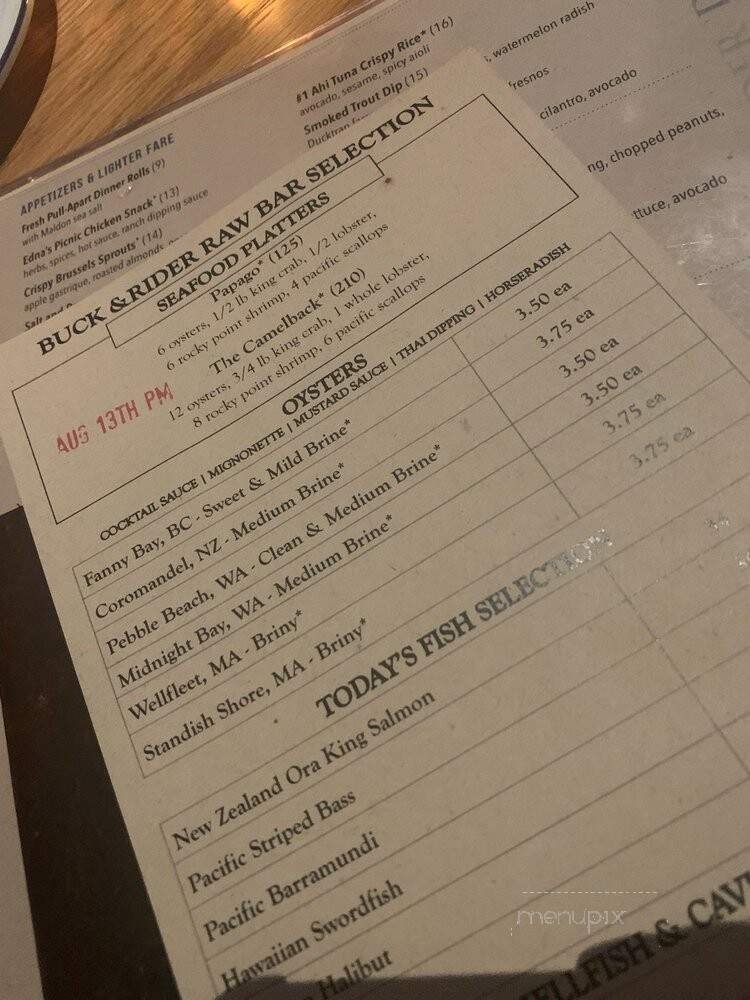 #1 Ahi Tuna Crispy Rice* (16)
avocado, sesame, spicy aioli
Smoked Trout Dip (15)
watermelon radish
fresnos
cilantro, avocado
chopped peanuts,
avocado
APPETIZERS & LIGHTER FARE
Fresh Pull-Apart Dinner Rolls (9)
with Maldon sea salt
Edna's Picnic Chicken Snack* (13)
herbs, spices, hot sauce, ranch dipping sauce
Crispy Brussels Sprouts* (14)
apple gastrique, roasted almonds,
BUCK & RIDER RAW BAR SELECTION
SEAFOOD PLATTERS
Papago* (125)
6 oysters, 1/2 lb king crab, 1/2 lobster,
6 rocky point shrimp, 4 pacific scallops
The Camelback* (210)
12 oysters, 3/4 lb king crab, 1 whole lobster,
8 rocky point shrimp, 6 pacific scallops
AUG 13TH PM
OYSTERS
COCKTAIL SAUCE | MIGNONETTE | MUSTARD SAUCE | THAI DIPPING | HORSERADISH
Fanny Bay, BC - Sweet & Mild Brine* 3.50 ea
Coromandel, NZ - Medium Brine* 3.75 ea
Pebble Beach, WA - Clean & Medium Brine* 3.50 ea
Midnight Bay, WA - Medium Brine* 3.50 ea
Wellfleet, MA - Briny* 3.75 ea
Standish Shore, MA - Briny* 3.75 ea
TODAY'S FISH SELECTION
New Zealand Ora King Salmon
Pacific Striped Bass
Pacific Barramundi
Hawaiian Swordfish
Halibut
menupix